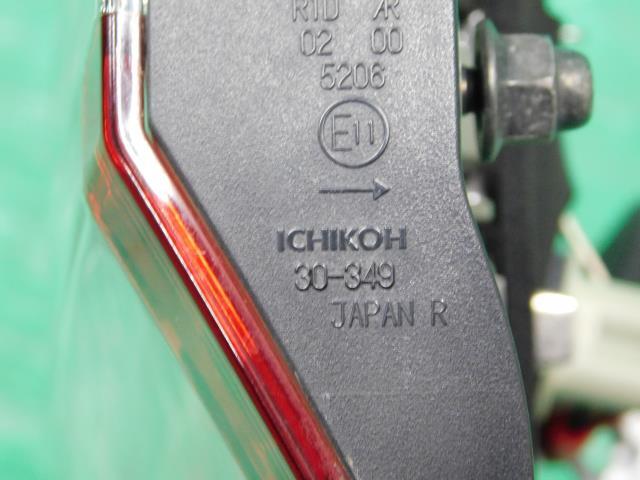 R1D AR
02 00
5206
E11
ICHIKOH
30-349
JAPAN R